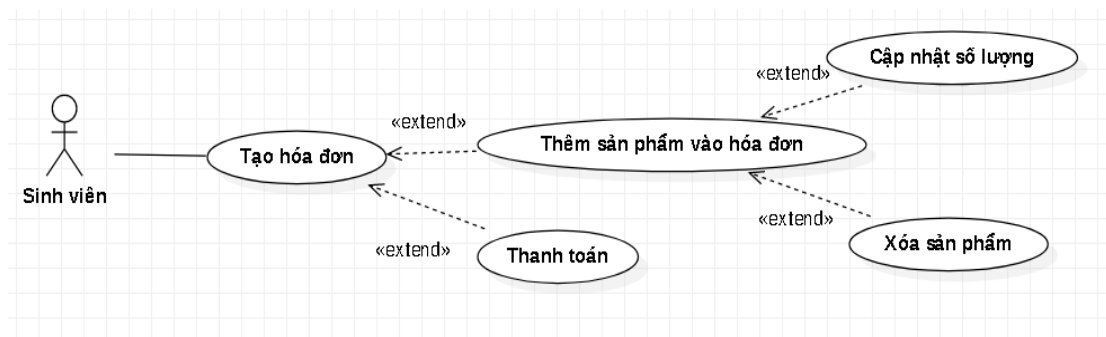 Cập nhật số lượng
«extend»
«extend»
Thêm sản phẩm vào hóa đơn
Tạo hóa đơn
Sinh viên
«extend»
Xóa sản phẩm
«extend»
Thanh toán